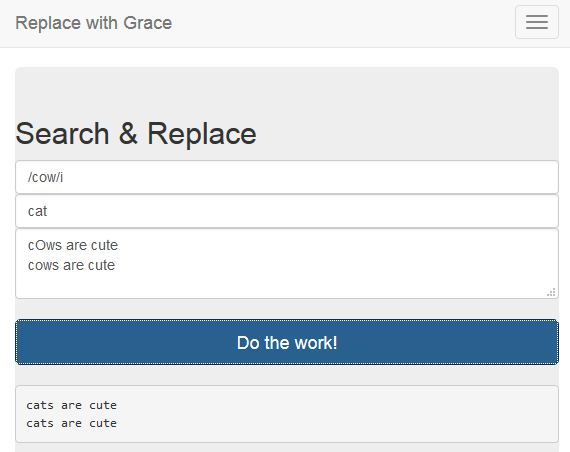 Replace with Grace
Search & Replace
/cow/i
cat
cOws are cute
cows are cute
Do the work!
cats are cute
cats are cute